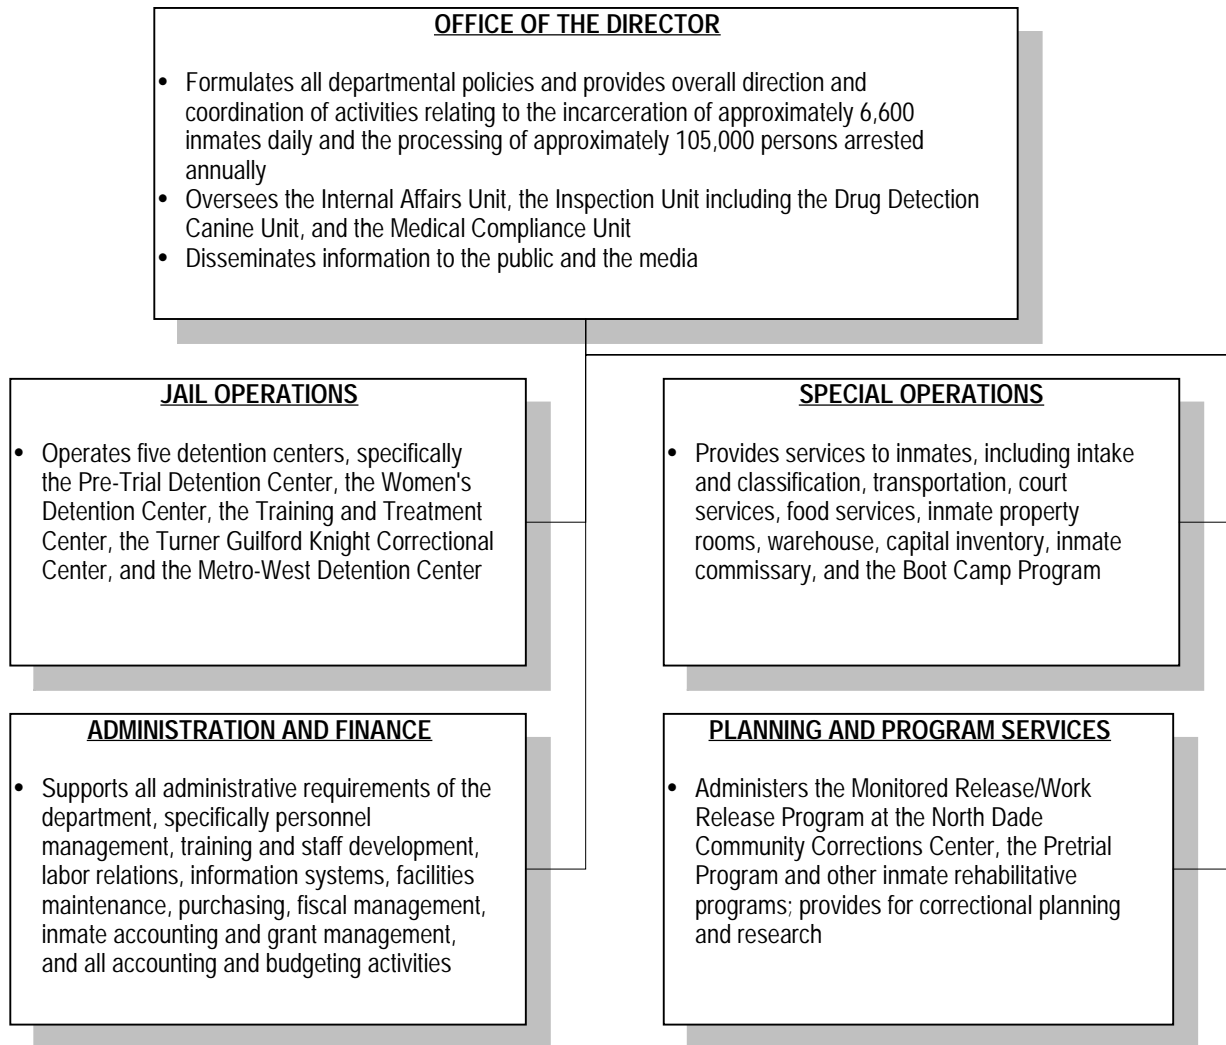 OFFICE OF THE DIRECTOR
• Formulates all departmental policies and provides overall direction and
coordination of activities relating to the incarceration of approximately 6,600
inmates daily and the processing of approximately 105,000 persons arrested
annually
• Oversees the Internal Affairs Unit, the Inspection Unit including the Drug Detection
Canine Unit, and the Medical Compliance Unit
• Disseminates information to the public and the media
JAIL OPERATIONS
• Operates five detention centers, specifically
the Pre-Trial Detention Center, the Women's
Detention Center, the Training and Treatment
Center, the Turner Guilford Knight Correctional
Center, and the Metro-West Detention Center
SPECIAL OPERATIONS
• Provides services to inmates, including intake
and classification, transportation, court
services, food services, inmate property
rooms, warehouse, capital inventory, inmate
commissary, and the Boot Camp Program
ADMINISTRATION AND FINANCE
• Supports all administrative requirements of the
department, specifically personnel
management, training and staff development,
labor relations, information systems, facilities
maintenance, purchasing, fiscal management,
inmate accounting and grant management,
and all accounting and budgeting activities
PLANNING AND PROGRAM SERVICES
• Administers the Monitored Release/Work
Release Program at the North Dade
Community Corrections Center, the Pretrial
Program and other inmate rehabilitative
programs; provides for correctional planning
and research